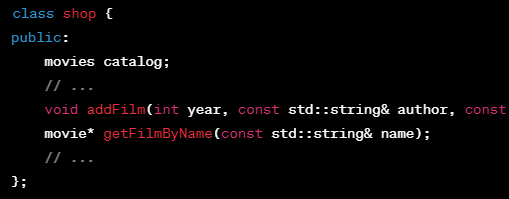 class shop {
public:
    movies catalog;
    // ...
    void addFilm(int year, const std::string& author, const
    movie* getFilmByName(const std::string& name);
    // ...
};